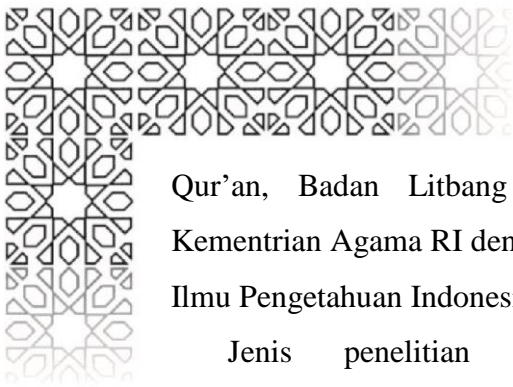 Qur’an, Badan Litbang
Kementrian Agama RI den
Ilmu Pengetahuan Indones
Jenis penelitian